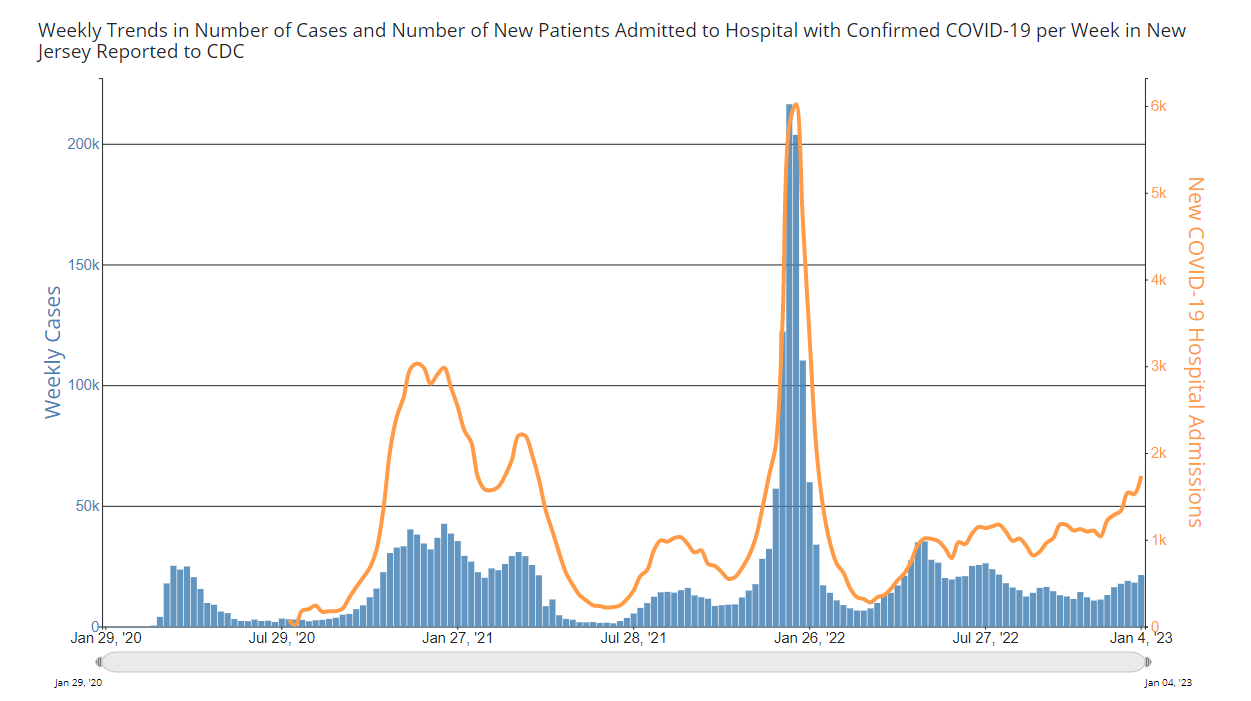 Weekly Trends in Number of Cases and Number of New Patients Admitted to Hospital with Confirmed COVID-19 per Week in New
Jersey Reported to CDC
Weekly Cases
200k
150k
100k
50k
0
6k
5k
4k
3k
2k
1k
0
New COVID-19 Hospital Admissions
Jan 29, '20
Jul 29, '20
Jan 27, '21
Jul 28, '21
Jan 26, '22
Jul 27, '22
Jan 4, '23
Jan 29, '20
Jan 04, '23